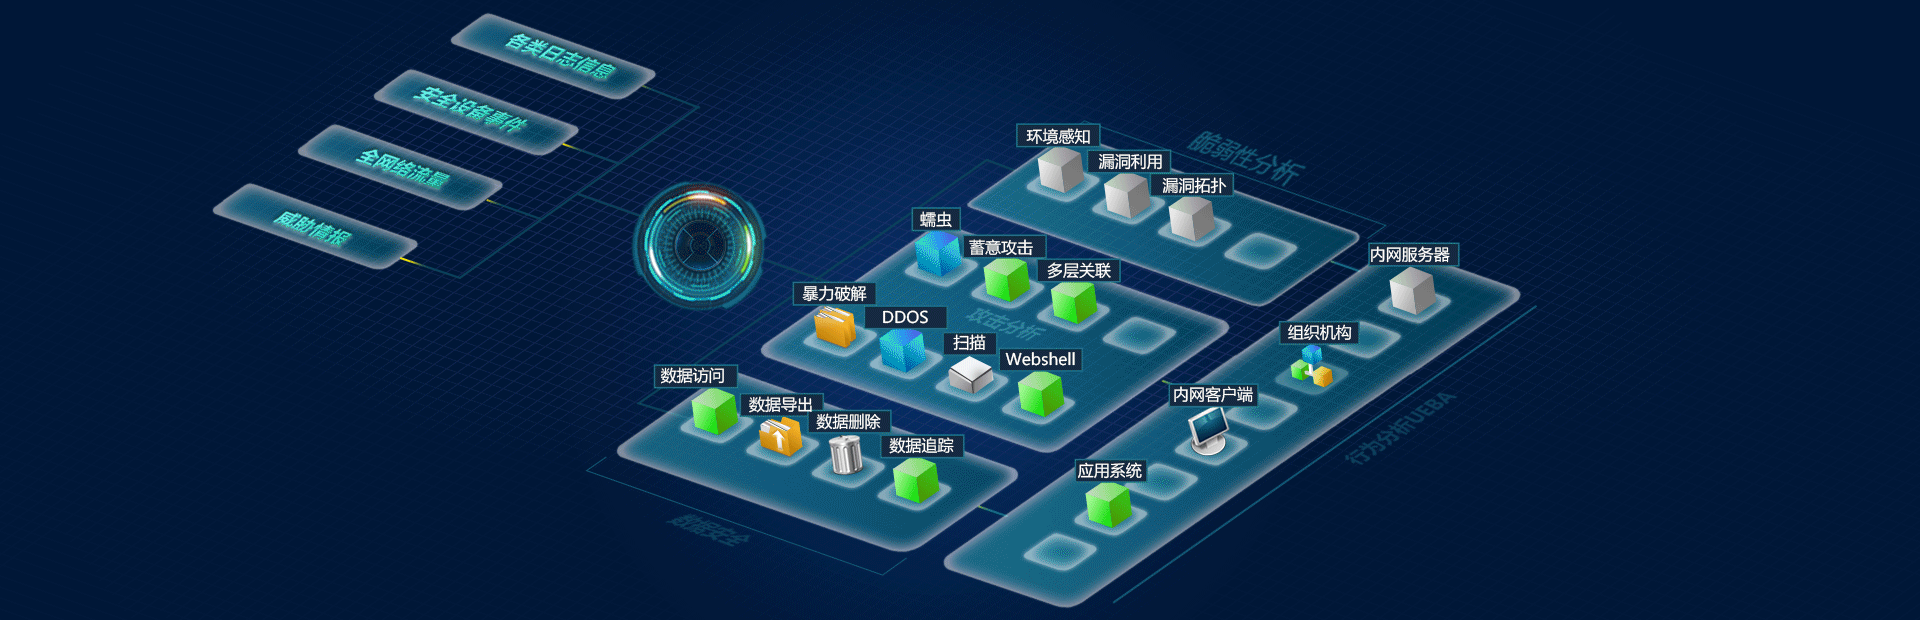 各类日志信息
安全设备事件
全网络流量
威胁情报
脆弱性分析
环境感知
漏洞利用
漏洞拓扑
蠕虫
蓄意攻击
多层关联
暴力破解
DDOS
扫描
Webshell
攻击分析
数据访问
数据导出
数据删除
数据追踪
数据安全
内网服务器
组织机构
内网客户端
应用系统
行为分析UEBA